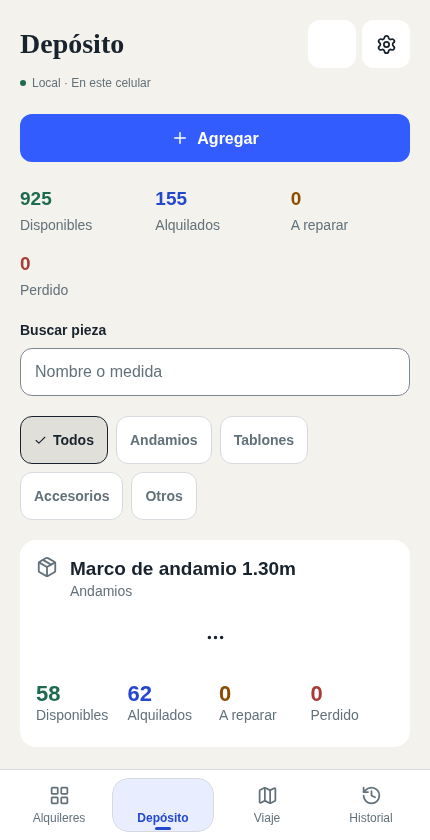 Depósito
Local · En este celular
Agregar
925 155 0
Disponibles Alquilados A reparar
0
Perdido
Buscar pieza
Nombre o medida
Todos Andamios Tablones
Accesorios Otros
Marco de andamio 1.30m
Andamios
...
58 62 0 0
Disponibles Alquilados A reparar Perdido
Alquileres Depósito Viaje Historial